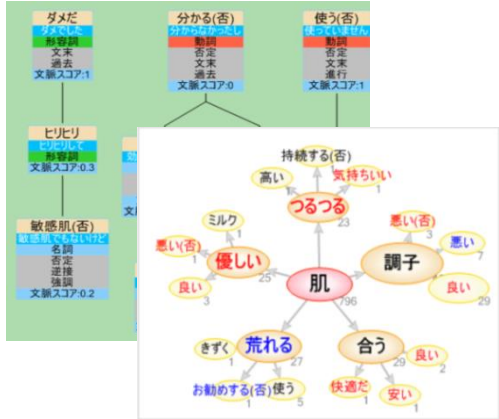 ダメだ
ダメでした
形容詞
文末
過去
文脈スコア:1
分かる(否)
分からなかったし
動詞
否定
文末
過去
文脈スコア:0
使う(否)
使っていません
動詞
否定
文末
進行
文脈スコア:1
ヒリヒリ
ヒリヒリして
形容詞
文脈スコア:0.3
敏感肌(否)
敏感肌でもないけど
名詞
否定
逆接
強調
文脈スコア:0.2
持続する(否)
1
高い
1
気持ちいい
1
つるつる
23
ミルク
1
悪い(否)
1
優しい
25
良い
3
肌
796
悪い(否)
3
悪い
7
調子
良い
29
きずく
1
荒れる
27
お勧めする(否)
1
使う
5
合う
29
良い
2
快適だ
1
安い
1